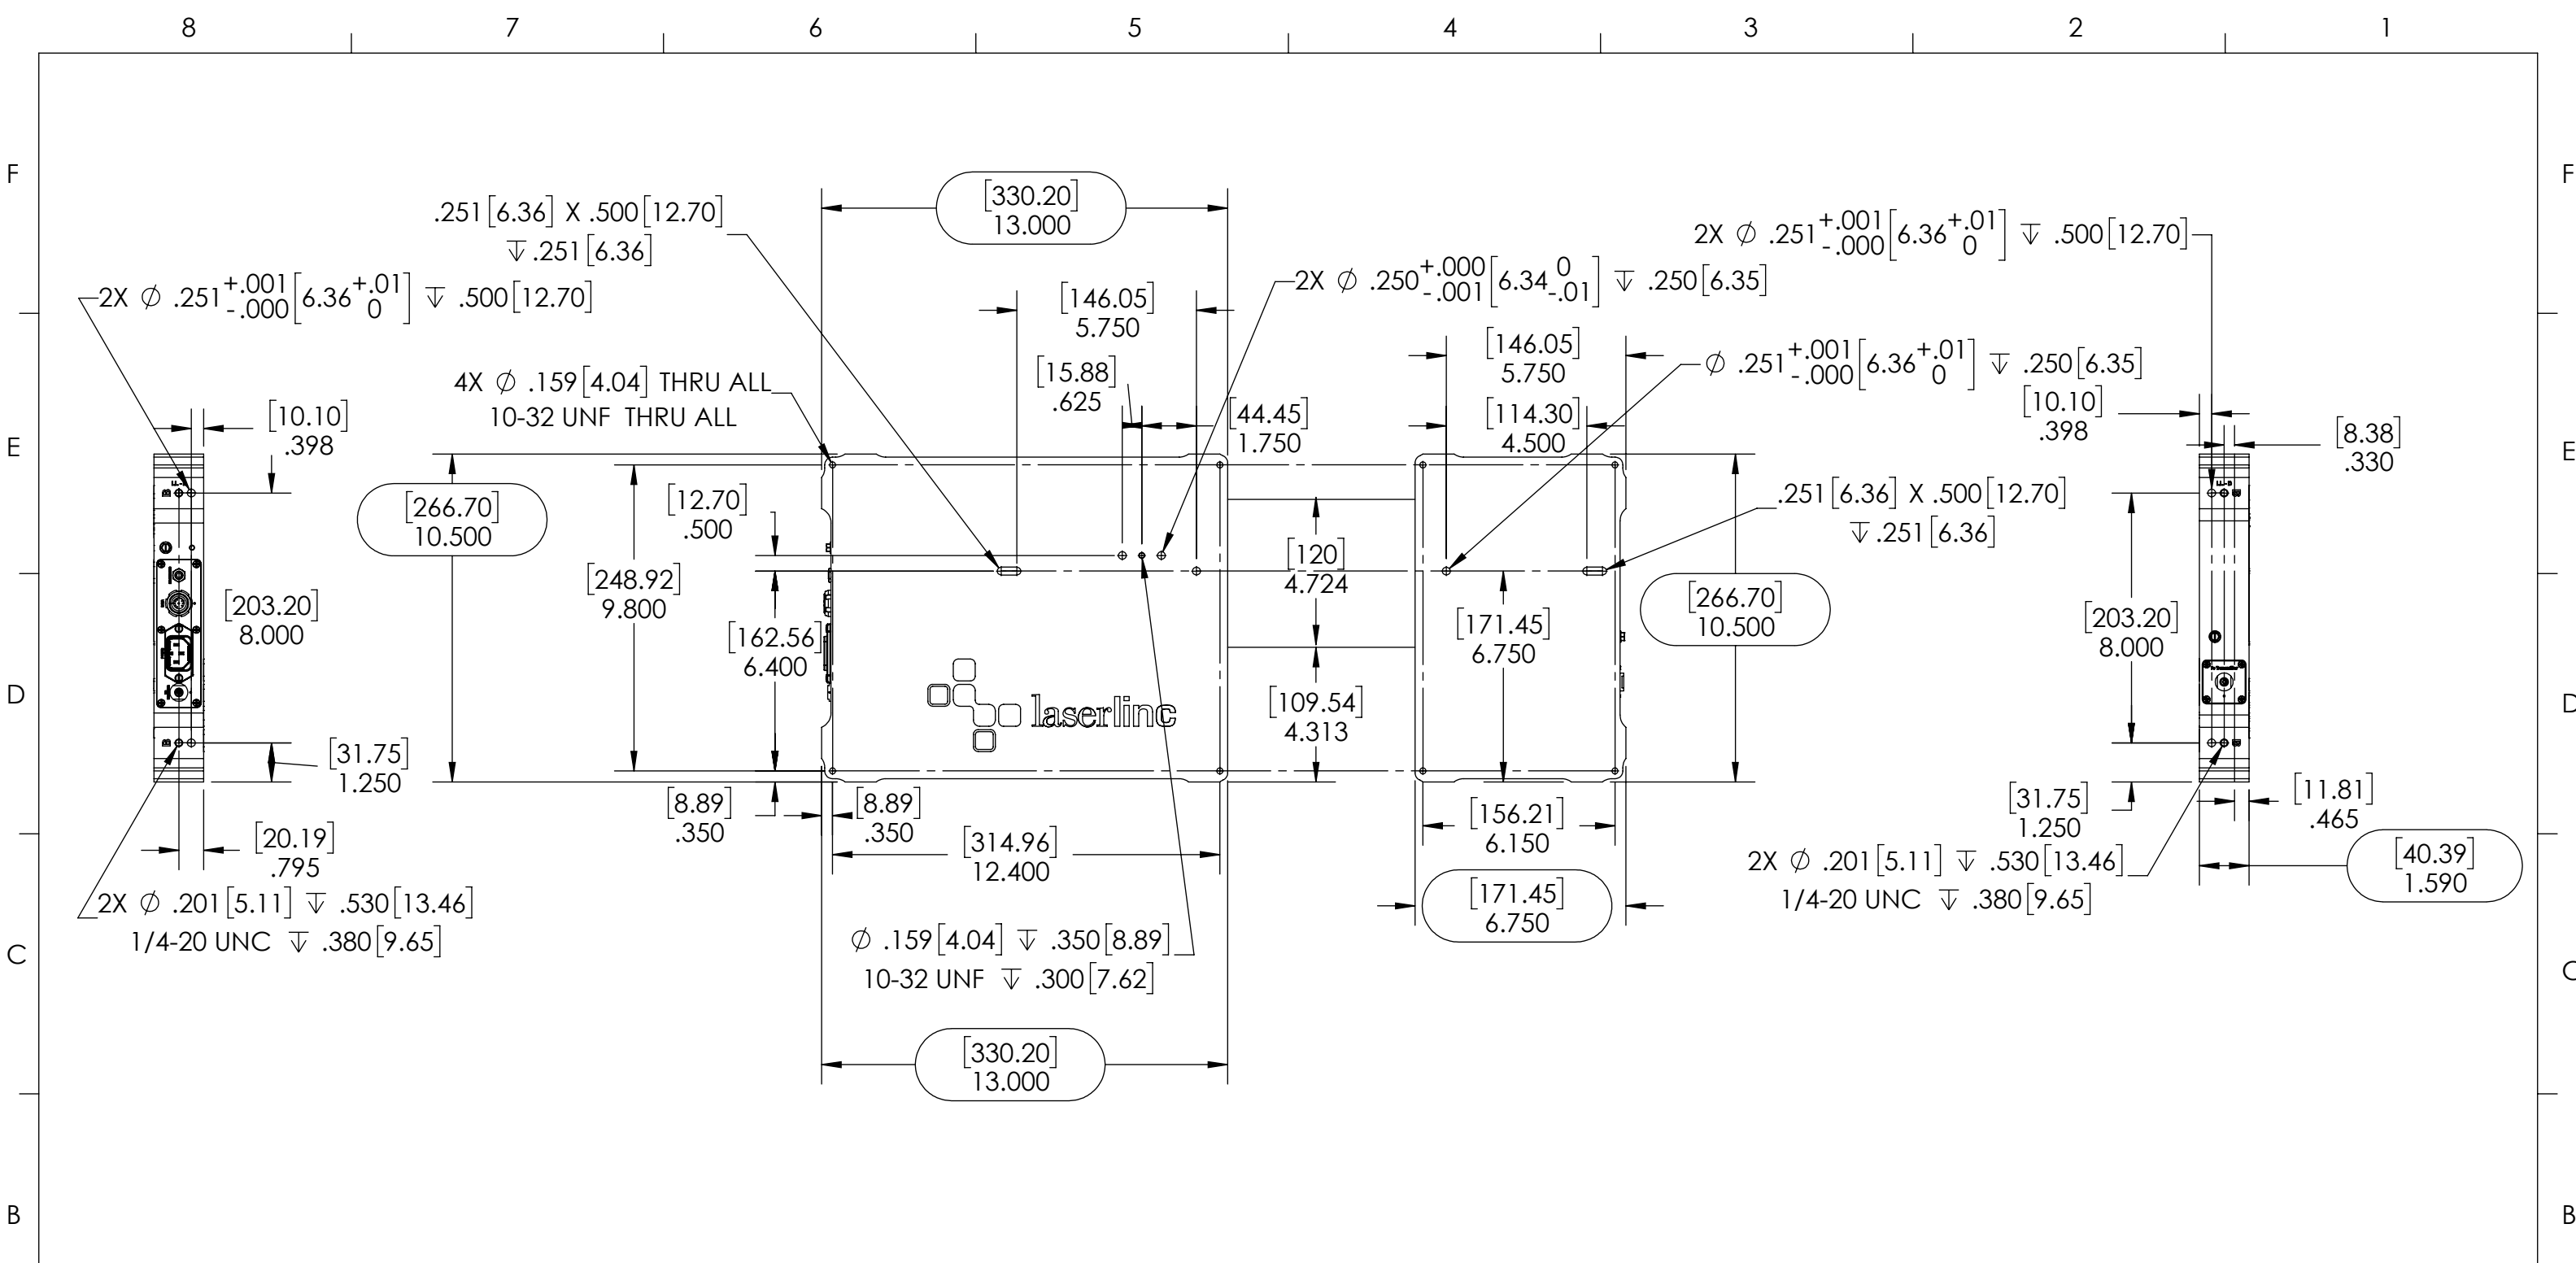 8 7 6 5 4 3 2 1
F F
.251[6.36] X .500[12.70]
↧ .251[6.36]
[330.20]
13.000
2X ⌀ .251 +.001 -.000 [6.36 +.01 0] ↧ .500[12.70]
2X ⌀ .251 +.001 -.000 [6.36 +.01 0] ↧ .500[12.70]
2X ⌀ .250 +.000 -.001 [6.34 0 -.01] ↧ .250[6.35]
[146.05]
5.750
[146.05]
5.750
⌀ .251 +.001 -.000 [6.36 +.01 0] ↧ .250[6.35]
4X ⌀ .159[4.04] THRU ALL
10-32 UNF THRU ALL
[15.88]
.625
[10.10]
.398
[44.45]
1.750
[114.30]
4.500
[10.10]
.398
[8.38]
.330
E E
[266.70]
10.500
[12.70]
.500
.251[6.36] X .500[12.70]
↧ .251[6.36]
[120]
4.724
[248.92]
9.800
[203.20]
8.000
[162.56]
6.400
[171.45]
6.750
[266.70]
10.500
[203.20]
8.000
D D
laserlinc
[109.54]
4.313
[31.75]
1.250
[8.89]
.350
[8.89]
.350
[156.21]
6.150
[31.75]
1.250
[11.81]
.465
[20.19]
.795
[314.96]
12.400
[40.39]
1.590
2X ⌀ .201[5.11] ↧ .530[13.46]
1/4-20 UNC ↧ .380[9.65]
2X ⌀ .201[5.11] ↧ .530[13.46]
1/4-20 UNC ↧ .380[9.65]
[171.45]
6.750
⌀ .159[4.04] ↧ .350[8.89]
10-32 UNF ↧ .300[7.62]
C C
[330.20]
13.000
B B